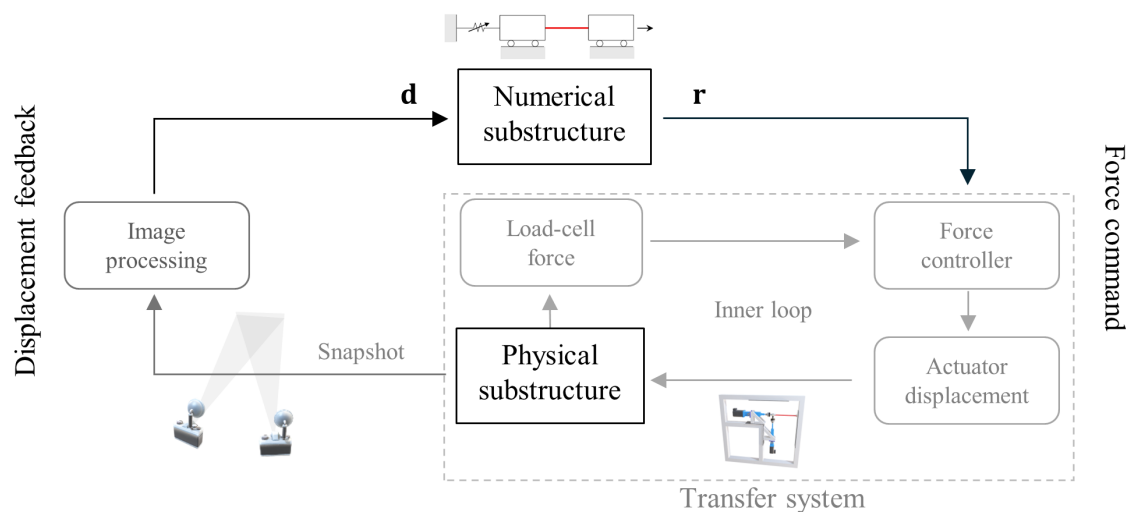 d
Numerical
substructure
r
Displacement feedback
Force command
Image
processing
Load-cell
force
Force
controller
Inner loop
Snapshot
Physical
substructure
Actuator
displacement
Transfer system